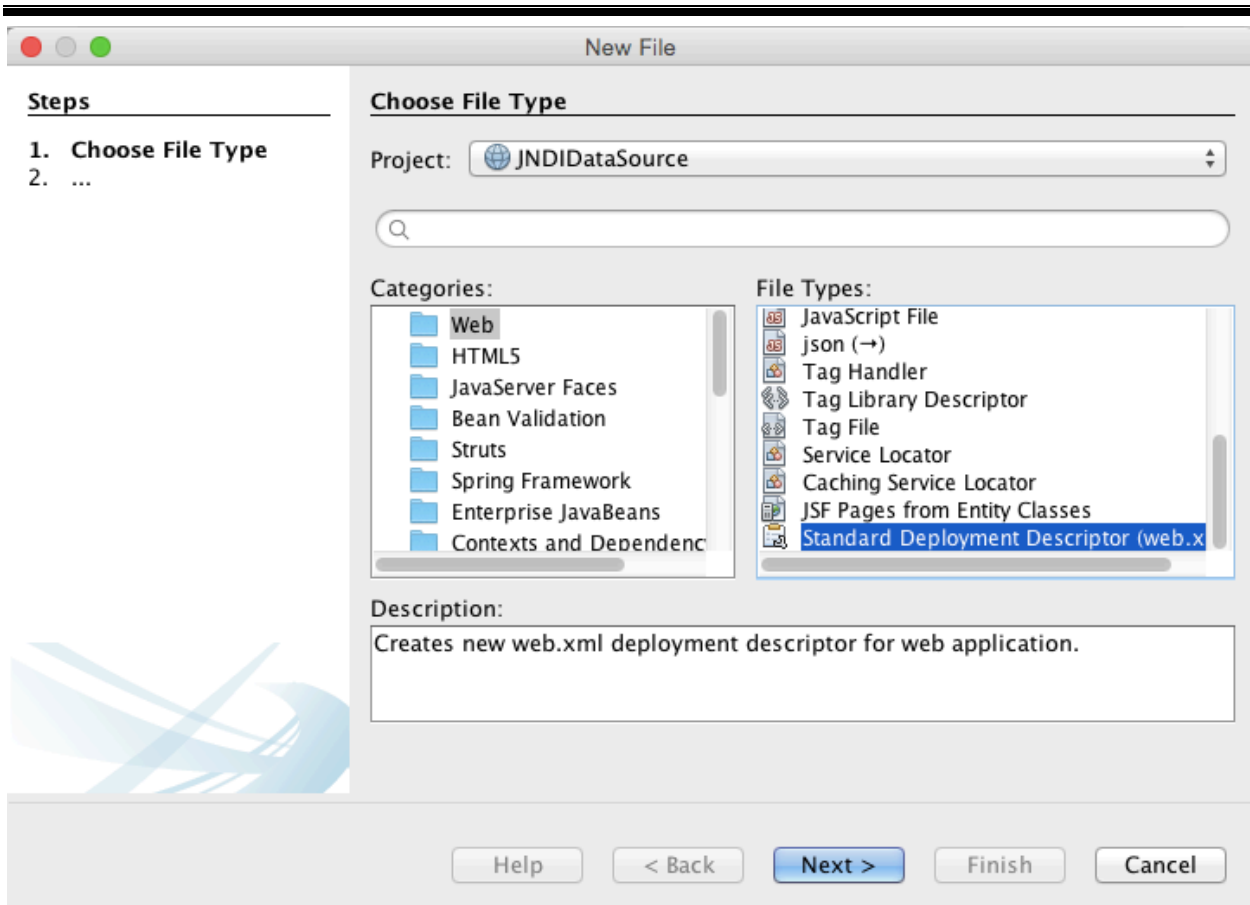 New File
Steps
1. Choose File Type
2. ...
Choose File Type
Project: JNDIDataSource
Categories:
Web
HTML5
JavaServer Faces
Bean Validation
Struts
Spring Framework
Enterprise JavaBeans
Contexts and Dependenc
File Types:
JavaScript File
json (→)
Tag Handler
Tag Library Descriptor
Tag File
Service Locator
Caching Service Locator
JSF Pages from Entity Classes
Standard Deployment Descriptor (web.x
Description:
Creates new web.xml deployment descriptor for web application.
Help < Back Next > Finish Cancel